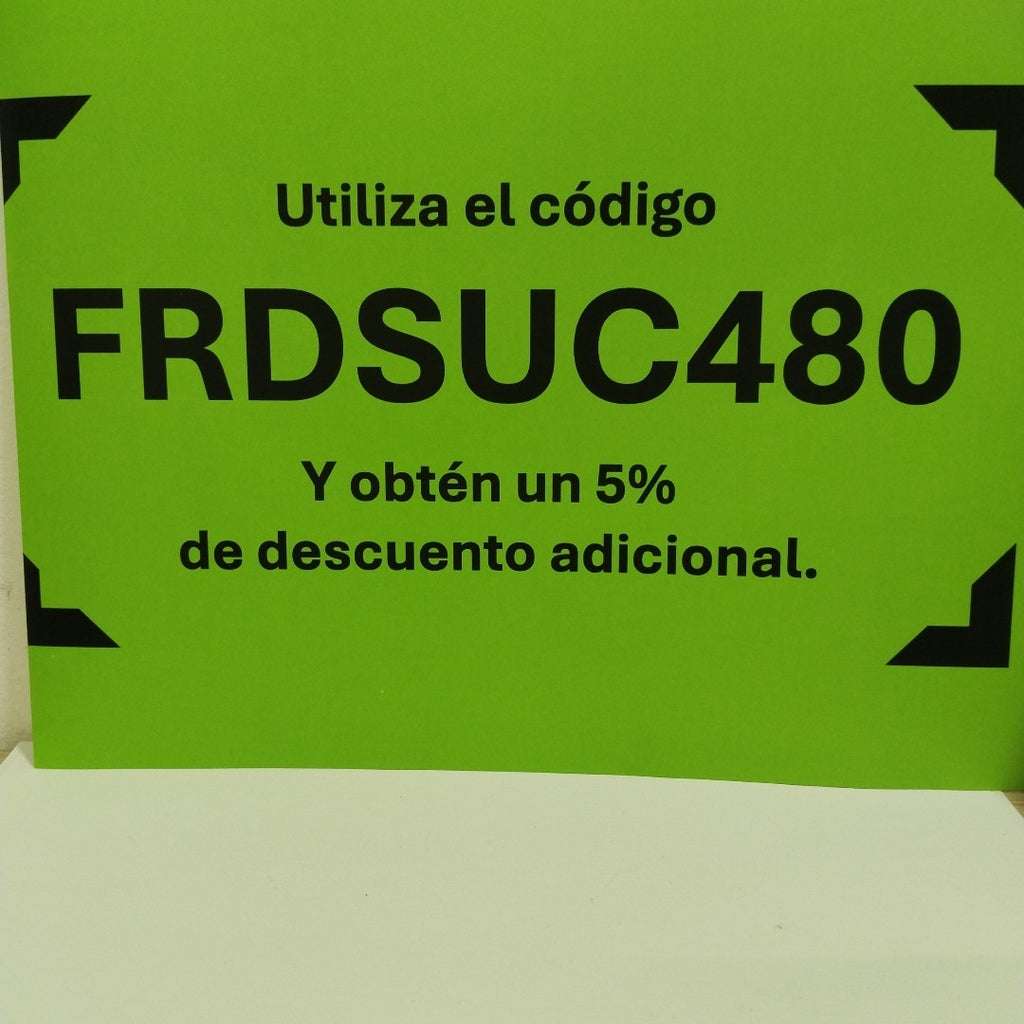 Utiliza el código
FRDSUC480
Y obtén un 5%
de descuento adicional.